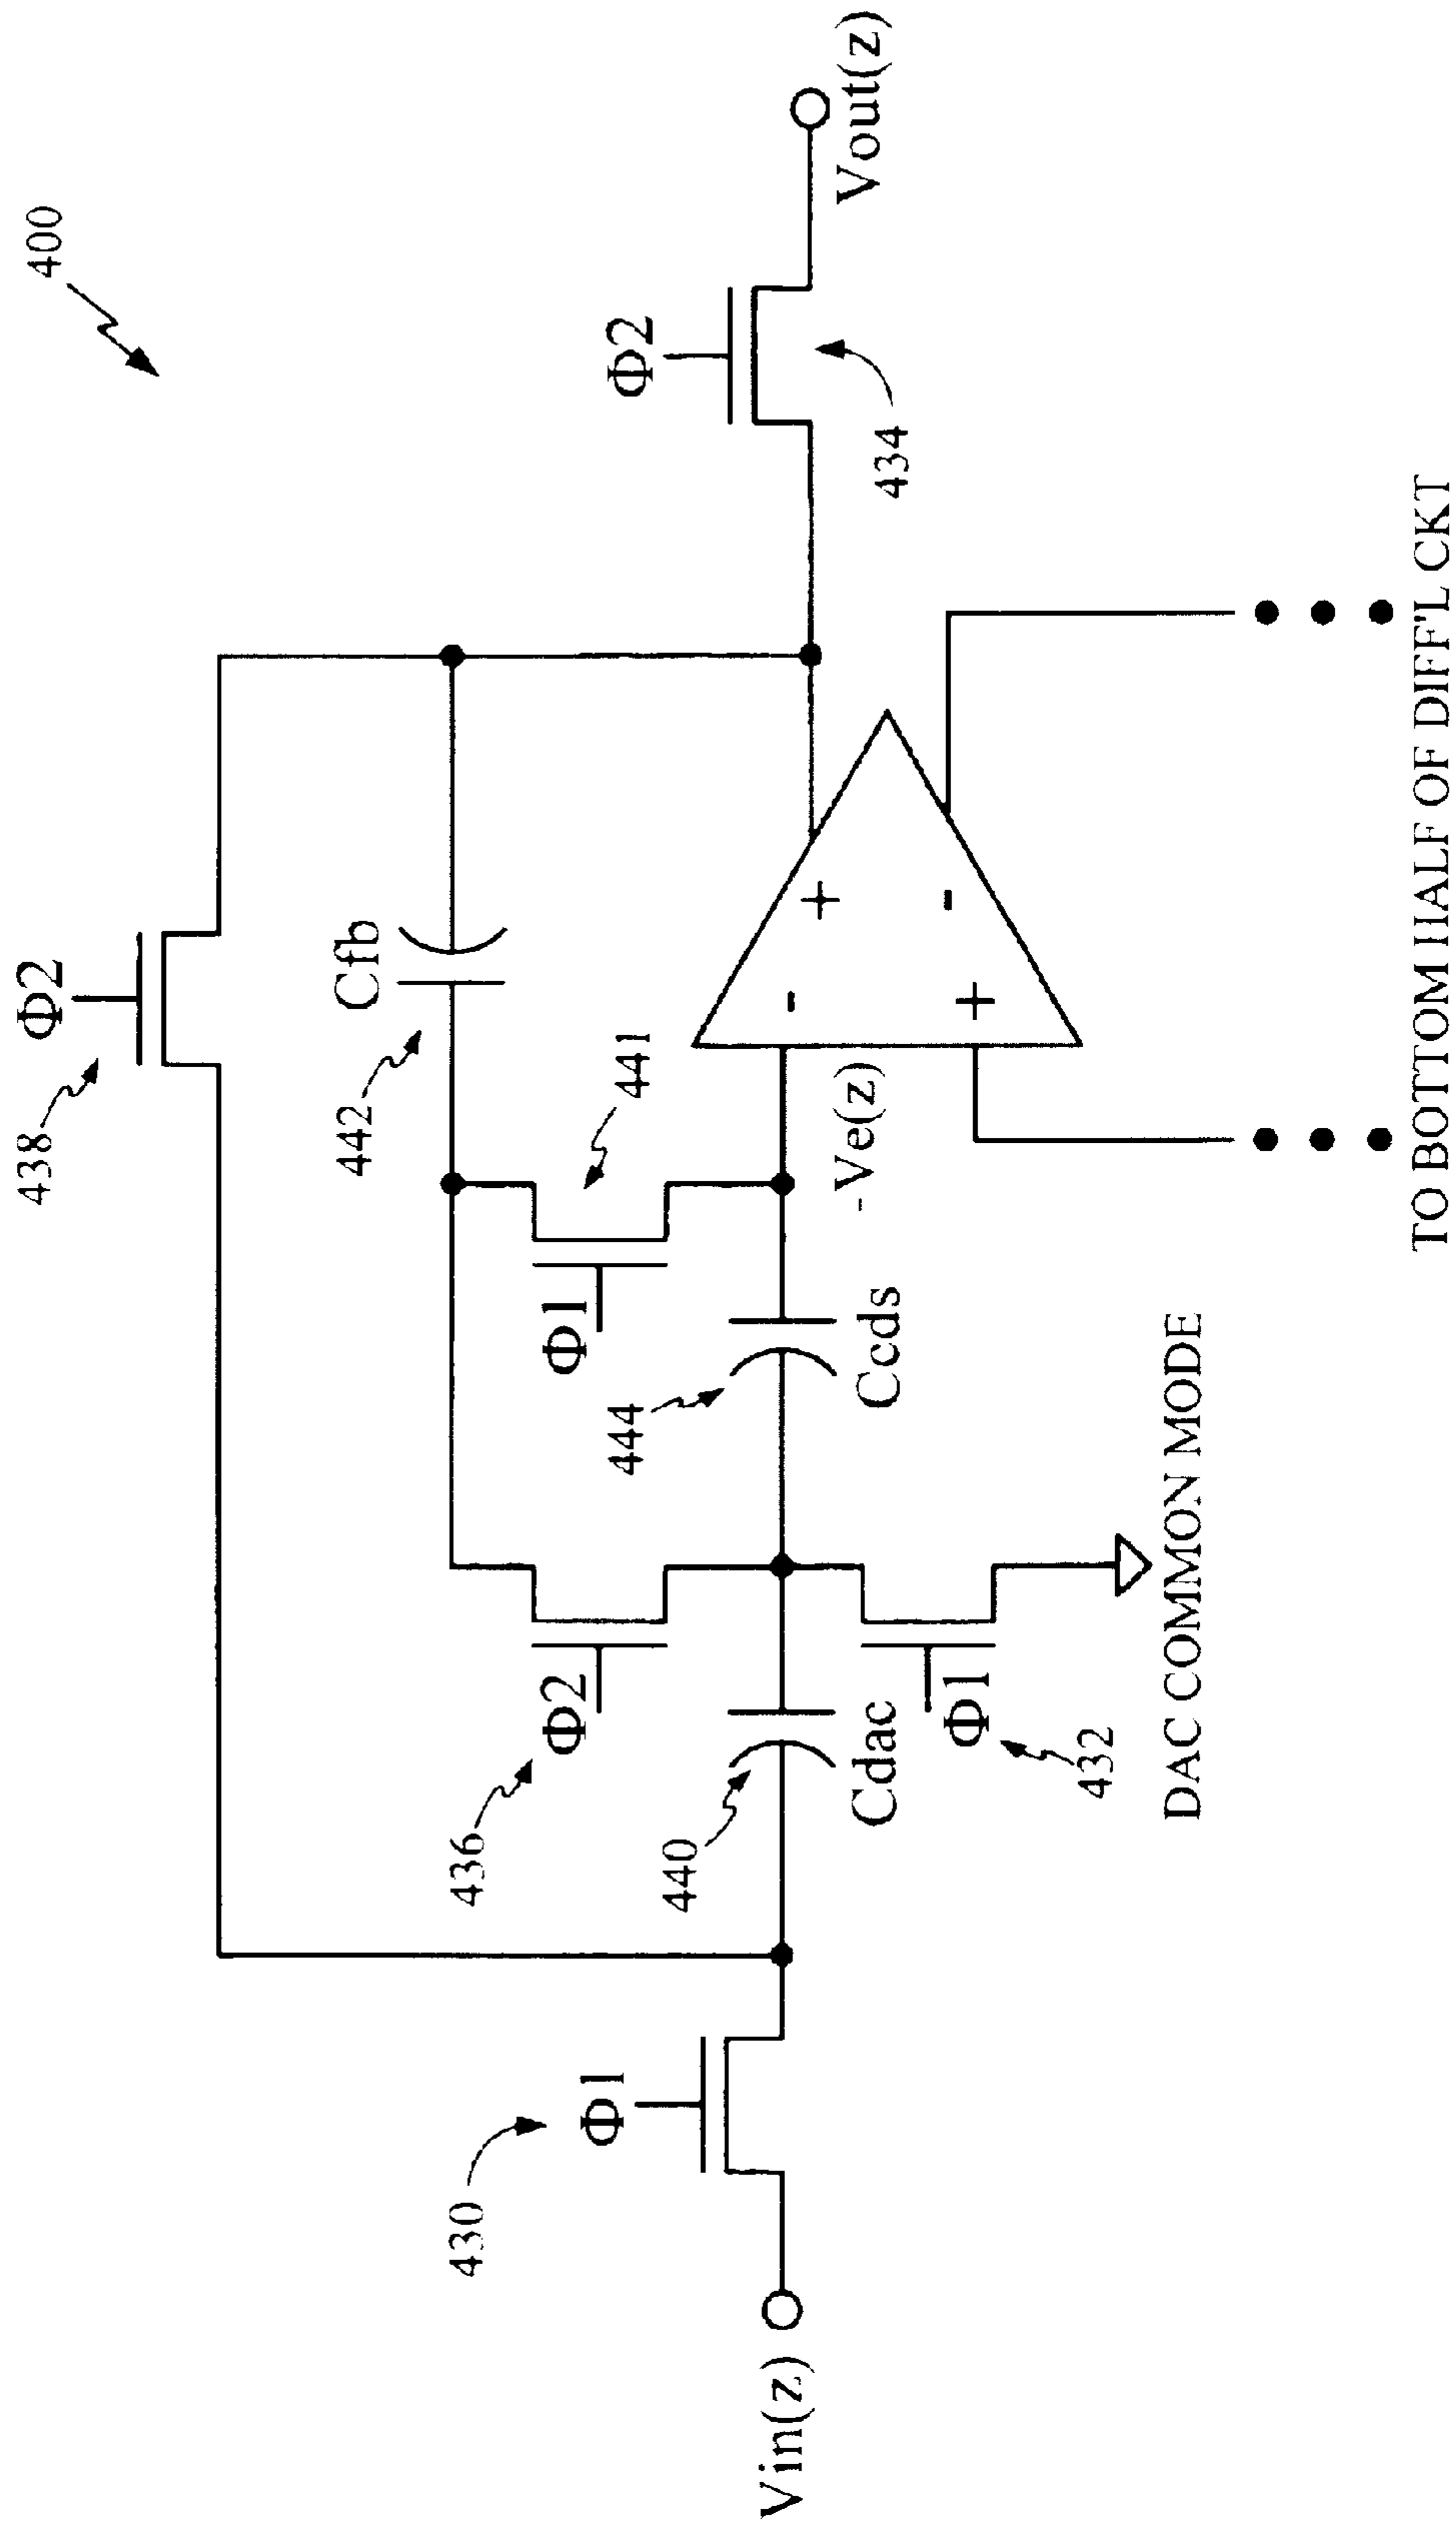 400
Φ2
438
Cfb
442
Φ2
434
Vout(z)
441
Φ1
Φ2
436
444
Ccds
-Ve(z)
-
+
+
-
430
Φ1
440
Cdac
Φ1
432
Vin(z)
DAC COMMON MODE
TO BOTTOM HALF OF DIFF'L CKT